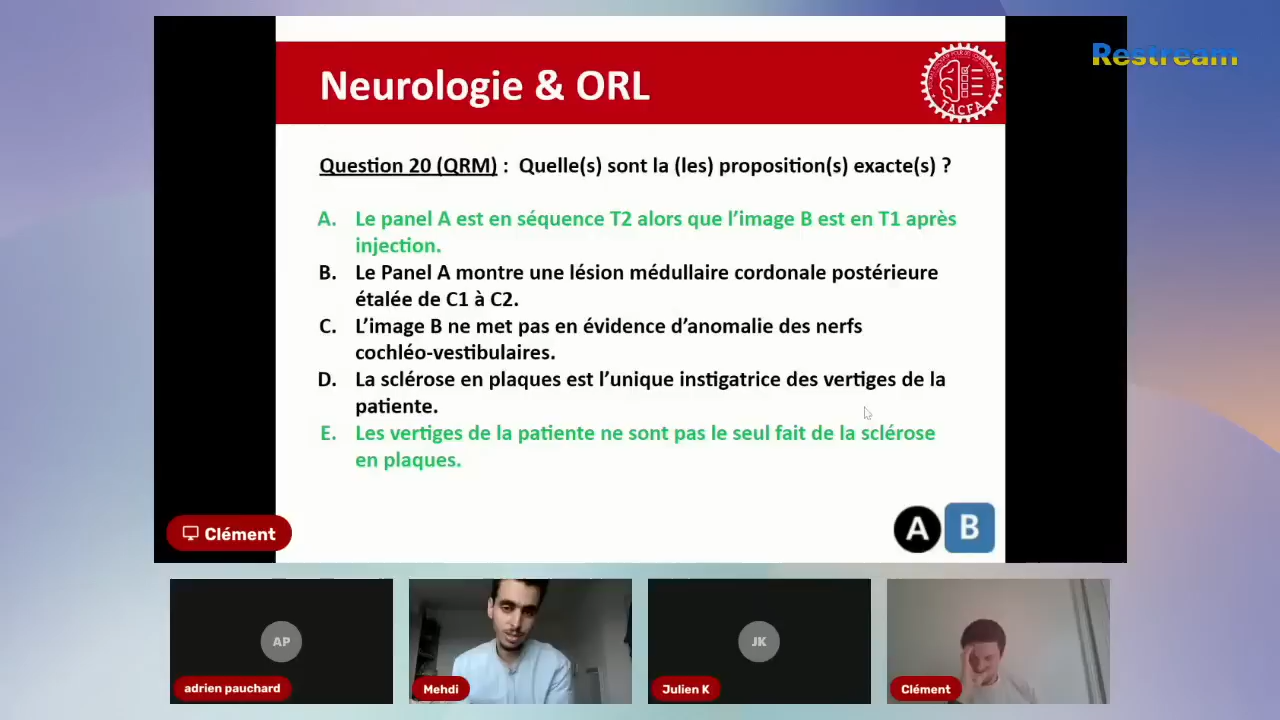 Restream
Neurologie & ORL
TACFA
Question 20 (QRM) : Quelle(s) sont la (les) proposition(s) exacte(s) ?
A. Le panel A est en séquence T2 alors que l’image B est en T1 après
injection.
B. Le Panel A montre une lésion médullaire cordonale postérieure
étalée de C1 à C2.
C. L’image B ne met pas en évidence d’anomalie des nerfs
cochléo-vestibulaires.
D. La sclérose en plaques est l’unique instigatrice des vertiges de la
patiente.
E. Les vertiges de la patiente ne sont pas le seul fait de la sclérose
en plaques.
A B
Clément
AP
JK
adrien pauchard
Mehdi
Julien K
Clément